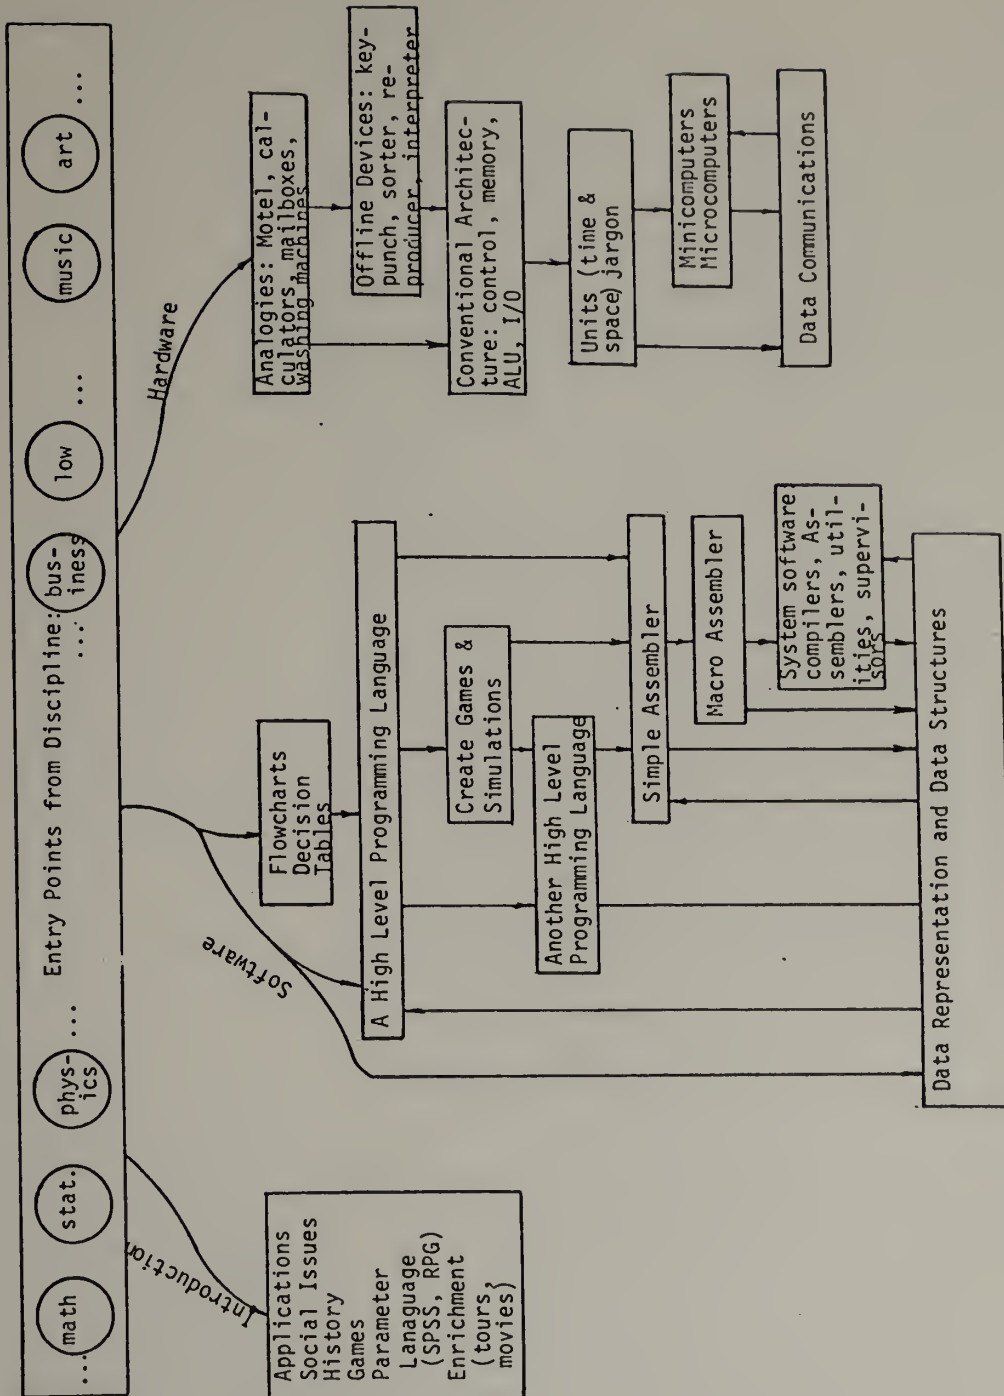 Entry Points from Discipline:
... math
stat.
phys-
ics
...
... bus-
iness
low
...
music
art
...
Introduction
Software
Hardware
Applications
Social Issues
History
Games
Parameter
Lanaguage
(SPSS, RPG)
Enrichment
(tours,
movies)
Flowcharts
Decision
Tables
A High Level Programming Language
Create Games &
Simulations
Another High Level
Programming Language
Simple Assembler
Macro Assembler
System software
compilers, As-
semblers, util-
ities, supervi-
sors
Data Representation and Data Structures
Analogies: Motel, cal-
culators, mailboxes,
washing machines
Offline Devices: key-
punch, sorter, re-
producer, interpreter
Conventional Architec-
ture: control, memory,
ALU, I/O
Units (time &
space) jargon
Minicomputers
Microcomputers
Data Communications